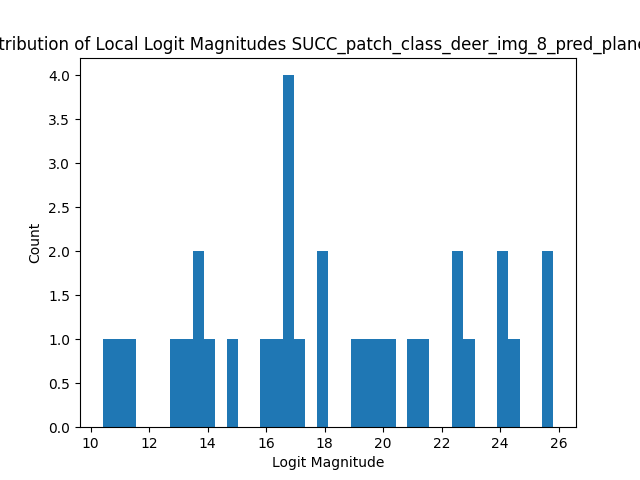 tribution of Local Logit Magnitudes SUCC_patch_class_deer_img_8_pred_plane
4.0
3.5
3.0
2.5
2.0
1.5
1.0
0.5
0.0
Count
10 12 14 16 18 20 22 24 26
Logit Magnitude